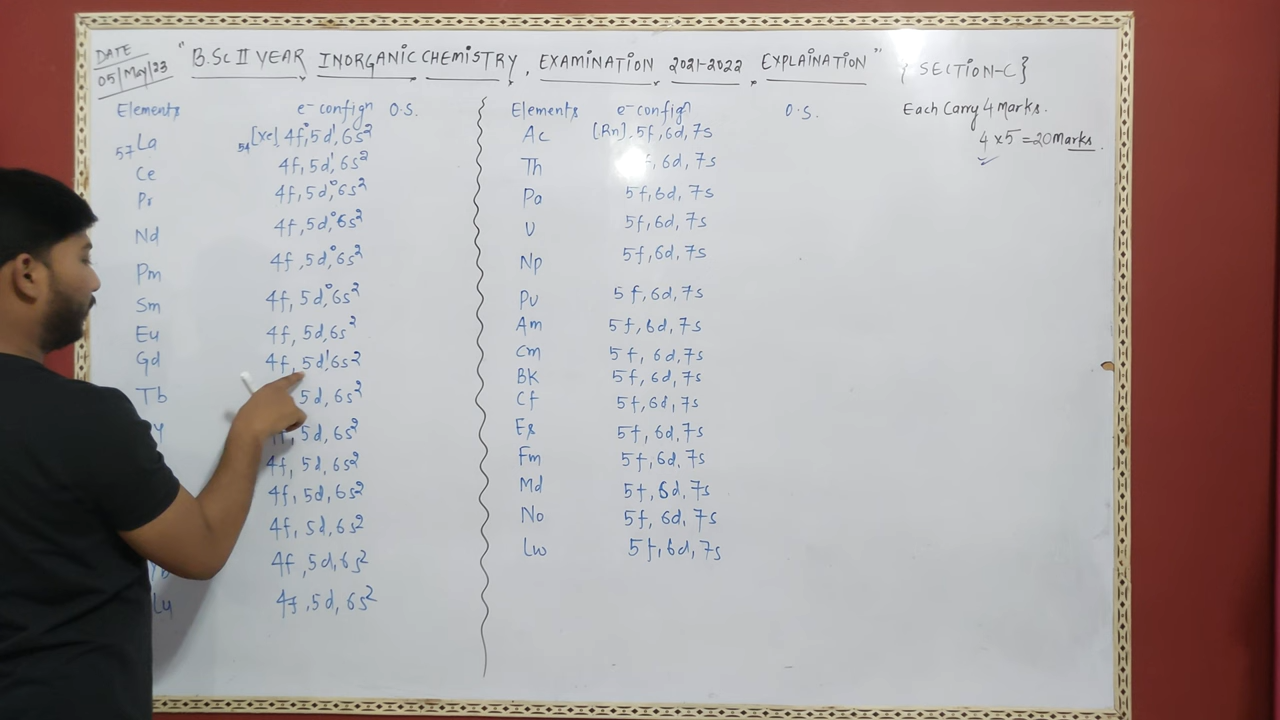 DATE
05/May/23
"B.Sc II YEAR INORGANIC CHEMISTRY, EXAMINATION 2021-2022, EXPLAINATION" { SECTION-C }
Each Carry 4 Marks.
4 x 5 = 20 Marks.
Elements e⁻ confign O.S.
57La 54[Xe] 4f⁰, 5d¹, 6s²
Ce 4f, 5d¹, 6s²
Pr 4f, 5d⁰, 6s²
Nd 4f, 5d⁰, 6s²
Pm 4f, 5d⁰, 6s²
Sm 4f, 5d⁰, 6s²
Eu 4f, 5d, 6s²
Gd 4f, 5d¹, 6s²
Tb 5d, 6s²
y f, 5d, 6s²
4f, 5d, 6s²
4f, 5d, 6s²
4f, 5d, 6s²
Yb 4f, 5d, 6s²
Lu 4f, 5d, 6s²
Elements e⁻ confign O.S.
Ac [Rn] 5f, 6d, 7s
Th f, 6d, 7s
Pa 5f, 6d, 7s
U 5f, 6d, 7s
Np 5f, 6d, 7s
Pu 5f, 6d, 7s
Am 5f, 6d, 7s
Cm 5f, 6d, 7s
BK 5f, 6d, 7s
Cf 5f, 6d, 7s
Es 5f, 6d, 7s
Fm 5f, 6d, 7s
Md 5f, 6d, 7s
No 5f, 6d, 7s
Lw 5f, 6d, 7s